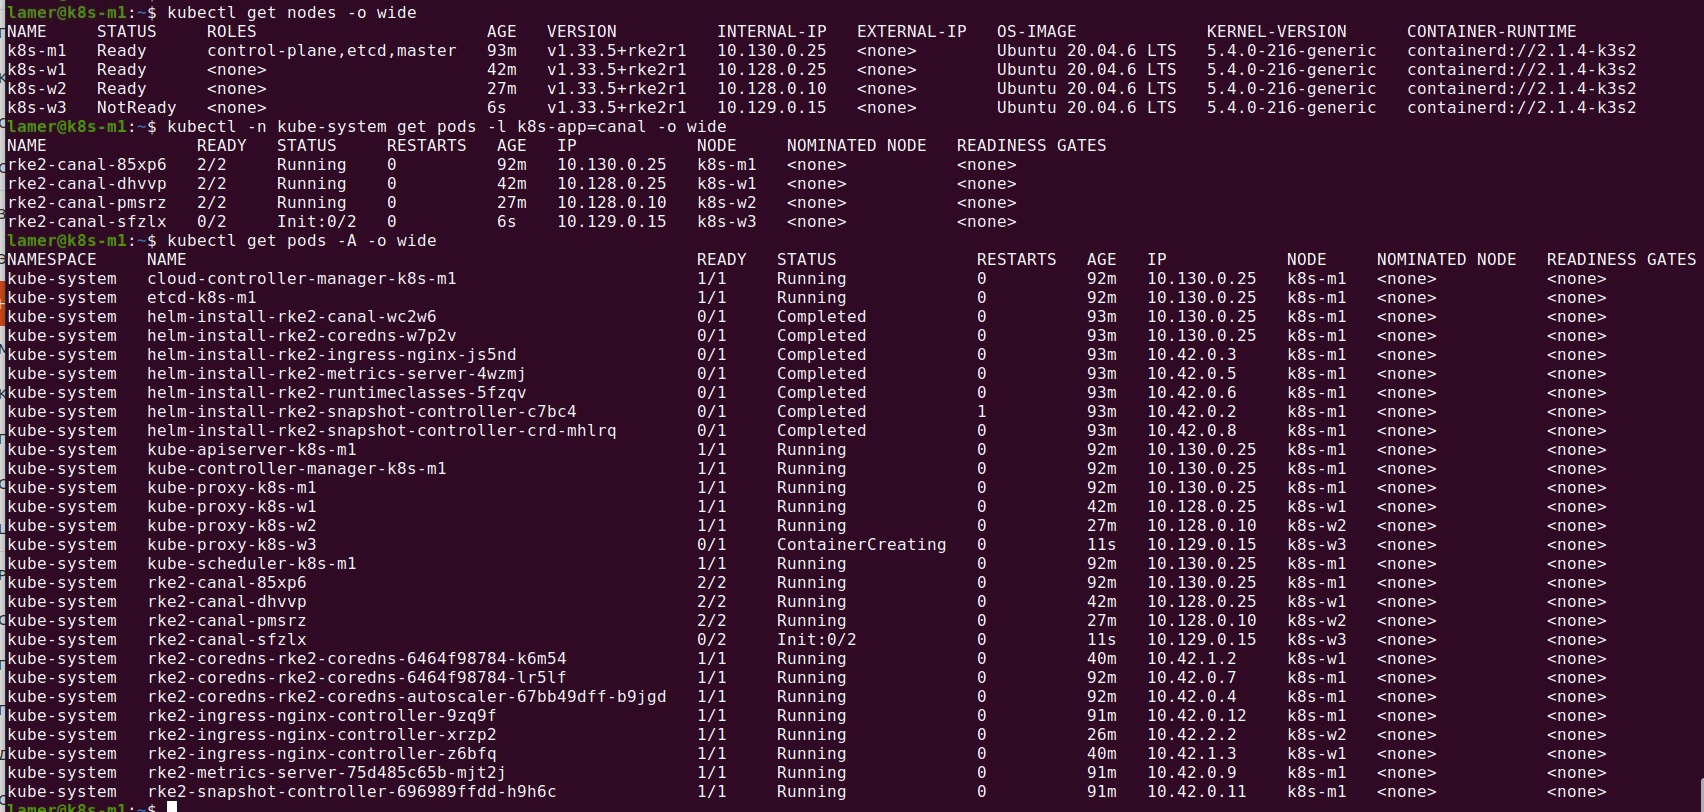 lamer@k8s-m1:~$ kubectl get nodes -o wide
NAME STATUS ROLES AGE VERSION INTERNAL-IP EXTERNAL-IP OS-IMAGE KERNEL-VERSION CONTAINER-RUNTIME
k8s-m1 Ready control-plane,etcd,master 93m v1.33.5+rke2r1 10.130.0.25 <none> Ubuntu 20.04.6 LTS 5.4.0-216-generic containerd://2.1.4-k3s2
k8s-w1 Ready <none> 42m v1.33.5+rke2r1 10.128.0.25 <none> Ubuntu 20.04.6 LTS 5.4.0-216-generic containerd://2.1.4-k3s2
k8s-w2 Ready <none> 27m v1.33.5+rke2r1 10.128.0.10 <none> Ubuntu 20.04.6 LTS 5.4.0-216-generic containerd://2.1.4-k3s2
k8s-w3 NotReady <none> 6s v1.33.5+rke2r1 10.129.0.15 <none> Ubuntu 20.04.6 LTS 5.4.0-216-generic containerd://2.1.4-k3s2
lamer@k8s-m1:~$ kubectl -n kube-system get pods -l k8s-app=canal -o wide
NAME READY STATUS RESTARTS AGE IP NODE NOMINATED NODE READINESS GATES
rke2-canal-85xp6 2/2 Running 0 92m 10.130.0.25 k8s-m1 <none> <none>
rke2-canal-dhvvp 2/2 Running 0 42m 10.128.0.25 k8s-w1 <none> <none>
rke2-canal-pmsrz 2/2 Running 0 27m 10.128.0.10 k8s-w2 <none> <none>
rke2-canal-sfzlx 0/2 Init:0/2 0 6s 10.129.0.15 k8s-w3 <none> <none>
lamer@k8s-m1:~$ kubectl get pods -A -o wide
NAMESPACE NAME READY STATUS RESTARTS AGE IP NODE NOMINATED NODE READINESS GATES
kube-system cloud-controller-manager-k8s-m1 1/1 Running 0 92m 10.130.0.25 k8s-m1 <none> <none>
kube-system etcd-k8s-m1 1/1 Running 0 92m 10.130.0.25 k8s-m1 <none> <none>
kube-system helm-install-rke2-canal-wc2w6 0/1 Completed 0 93m 10.130.0.25 k8s-m1 <none> <none>
kube-system helm-install-rke2-coredns-w7p2v 0/1 Completed 0 93m 10.130.0.25 k8s-m1 <none> <none>
kube-system helm-install-rke2-ingress-nginx-js5nd 0/1 Completed 0 93m 10.42.0.3 k8s-m1 <none> <none>
kube-system helm-install-rke2-metrics-server-4wzmj 0/1 Completed 0 93m 10.42.0.5 k8s-m1 <none> <none>
kube-system helm-install-rke2-runtimeclasses-5fzqv 0/1 Completed 0 93m 10.42.0.6 k8s-m1 <none> <none>
kube-system helm-install-rke2-snapshot-controller-c7bc4 0/1 Completed 1 93m 10.42.0.2 k8s-m1 <none> <none>
kube-system helm-install-rke2-snapshot-controller-crd-mhlrq 0/1 Completed 0 93m 10.42.0.8 k8s-m1 <none> <none>
kube-system kube-apiserver-k8s-m1 1/1 Running 0 92m 10.130.0.25 k8s-m1 <none> <none>
kube-system kube-controller-manager-k8s-m1 1/1 Running 0 92m 10.130.0.25 k8s-m1 <none> <none>
kube-system kube-proxy-k8s-m1 1/1 Running 0 92m 10.130.0.25 k8s-m1 <none> <none>
kube-system kube-proxy-k8s-w1 1/1 Running 0 42m 10.128.0.25 k8s-w1 <none> <none>
kube-system kube-proxy-k8s-w2 1/1 Running 0 27m 10.128.0.10 k8s-w2 <none> <none>
kube-system kube-proxy-k8s-w3 0/1 ContainerCreating 0 11s 10.129.0.15 k8s-w3 <none> <none>
kube-system kube-scheduler-k8s-m1 1/1 Running 0 92m 10.130.0.25 k8s-m1 <none> <none>
kube-system rke2-canal-85xp6 2/2 Running 0 92m 10.130.0.25 k8s-m1 <none> <none>
kube-system rke2-canal-dhvvp 2/2 Running 0 42m 10.128.0.25 k8s-w1 <none> <none>
kube-system rke2-canal-pmsrz 2/2 Running 0 27m 10.128.0.10 k8s-w2 <none> <none>
kube-system rke2-canal-sfzlx 0/2 Init:0/2 0 11s 10.129.0.15 k8s-w3 <none> <none>
kube-system rke2-coredns-rke2-coredns-6464f98784-k6m54 1/1 Running 0 40m 10.42.1.2 k8s-w1 <none> <none>
kube-system rke2-coredns-rke2-coredns-6464f98784-lr5lf 1/1 Running 0 92m 10.42.0.7 k8s-m1 <none> <none>
kube-system rke2-coredns-rke2-coredns-autoscaler-67bb49dff-b9jgd 1/1 Running 0 92m 10.42.0.4 k8s-m1 <none> <none>
kube-system rke2-ingress-nginx-controller-9zq9f 1/1 Running 0 91m 10.42.0.12 k8s-m1 <none> <none>
kube-system rke2-ingress-nginx-controller-xrzp2 1/1 Running 0 26m 10.42.2.2 k8s-w2 <none> <none>
kube-system rke2-ingress-nginx-controller-z6bfq 1/1 Running 0 40m 10.42.1.3 k8s-w1 <none> <none>
kube-system rke2-metrics-server-75d485c65b-mjt2j 1/1 Running 0 91m 10.42.0.9 k8s-m1 <none> <none>
kube-system rke2-snapshot-controller-696989ffdd-h9h6c 1/1 Running 0 91m 10.42.0.11 k8s-m1 <none> <none>
lamer@k8s-m1:~$